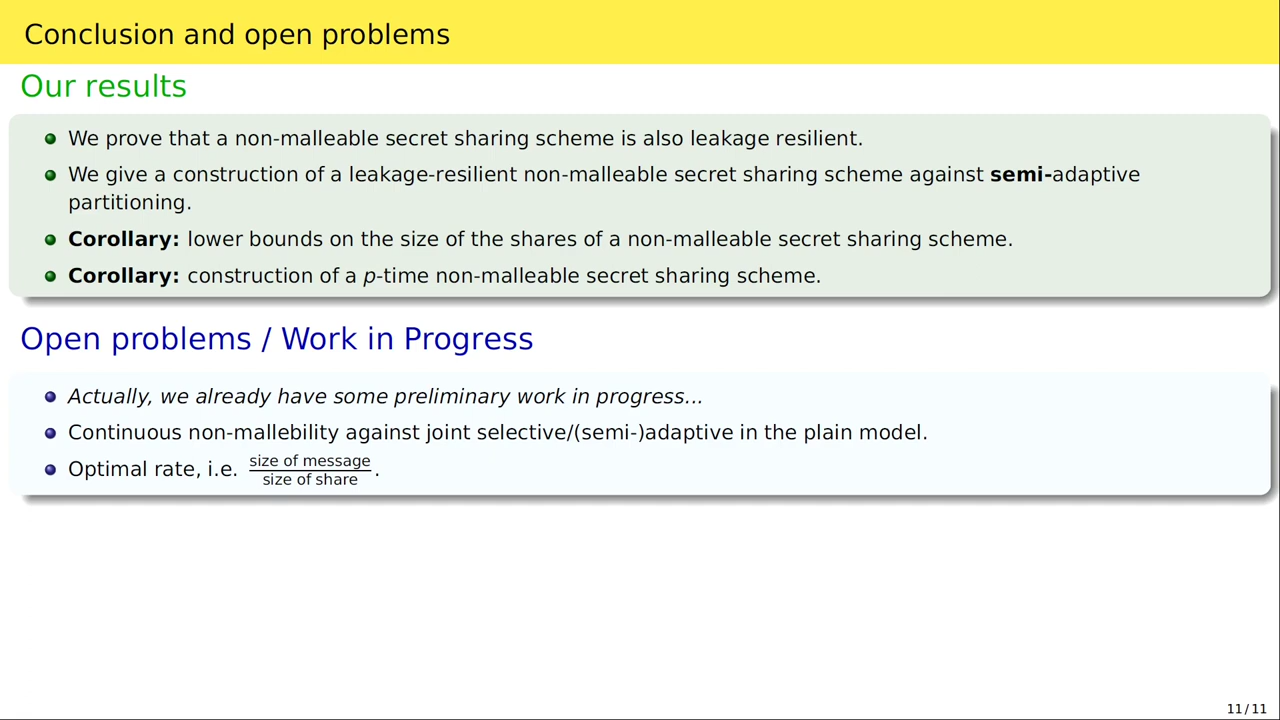 Conclusion and open problems
Our results
We prove that a non-malleable secret sharing scheme is also leakage resilient.
We give a construction of a leakage-resilient non-malleable secret sharing scheme against semi-adaptive
partitioning.
Corollary: lower bounds on the size of the shares of a non-malleable secret sharing scheme.
Corollary: construction of a p-time non-malleable secret sharing scheme.
Open problems / Work in Progress
Actually, we already have some preliminary work in progress...
Continuous non-mallebility against joint selective/(semi-)adaptive in the plain model.
Optimal rate, i.e. size of message / size of share.
11/11